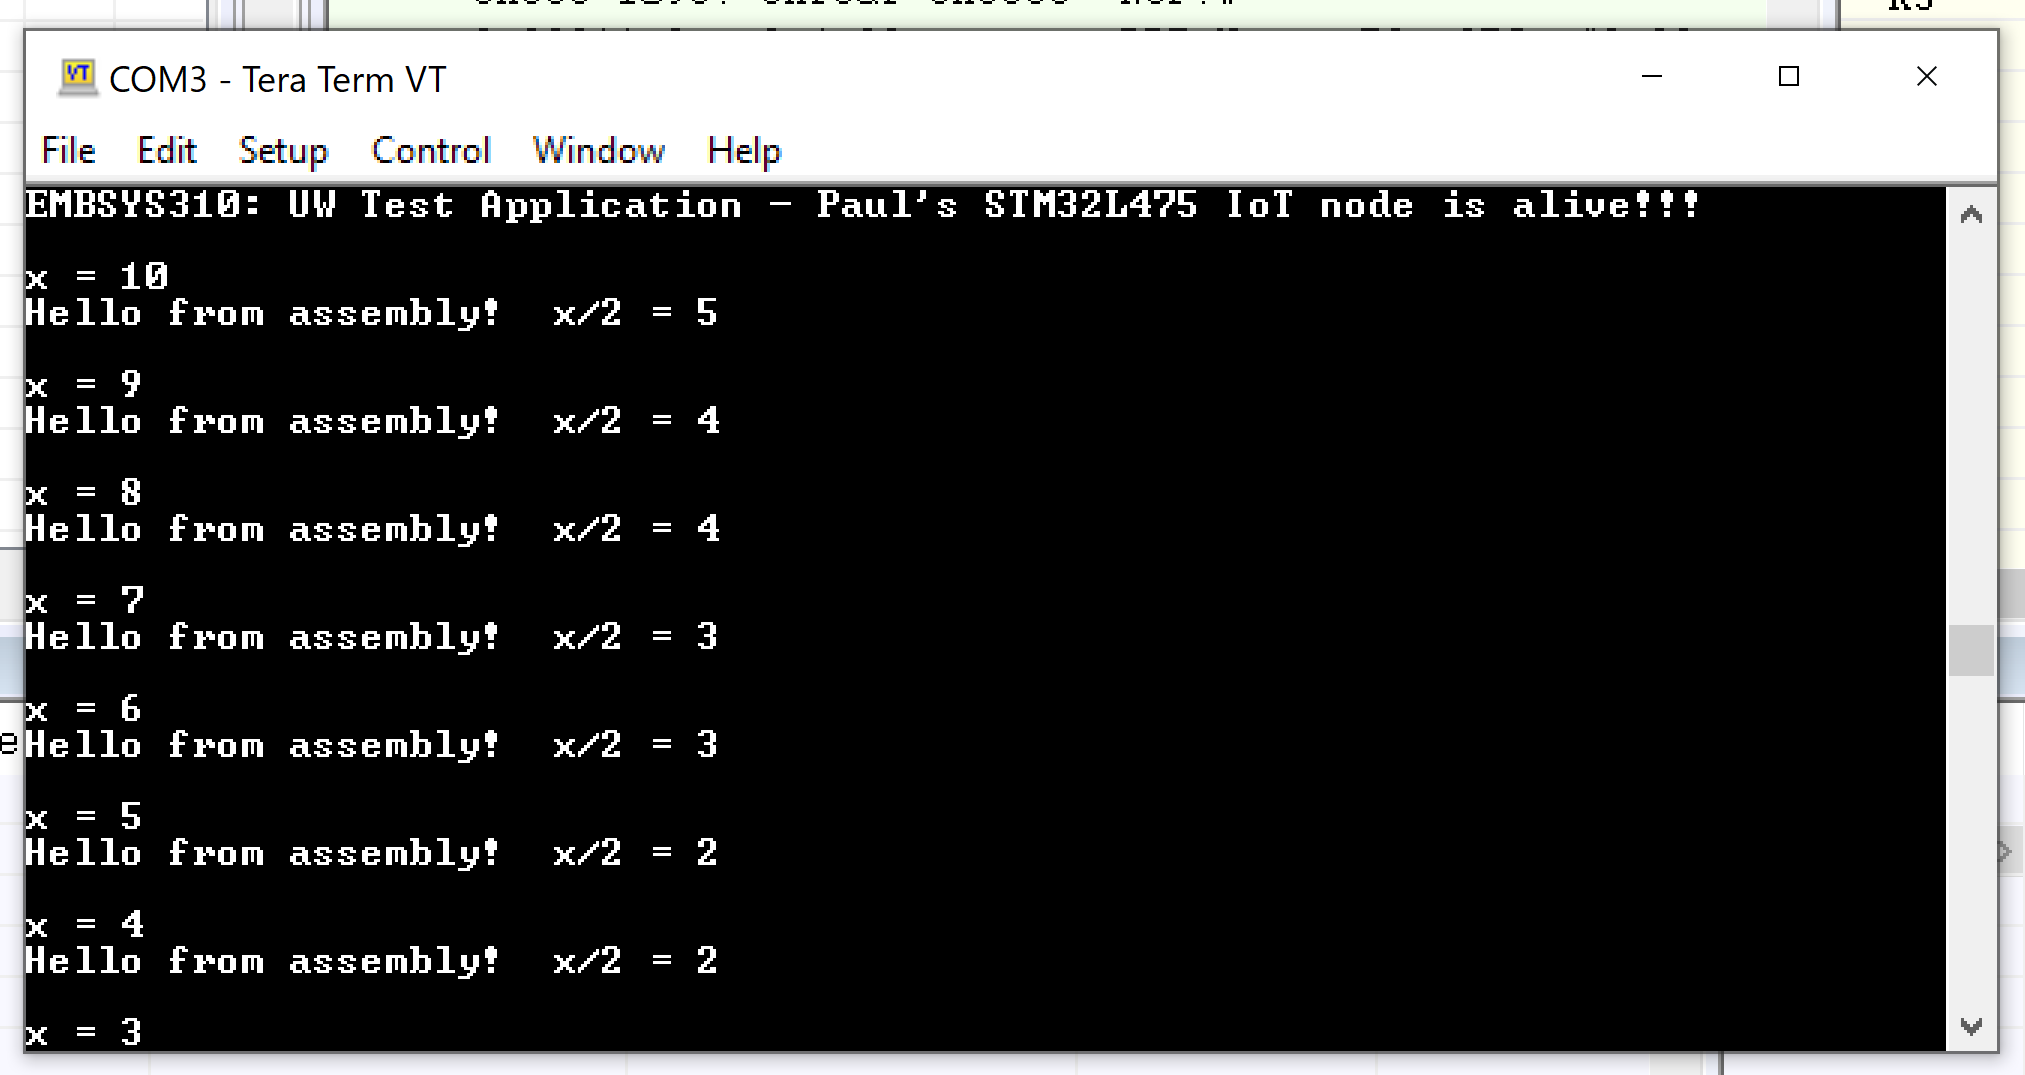 COM3 - Tera Term VT
File Edit Setup Control Window Help
EMBSYS310: UW Test Application - Paul's STM32L475 IoT node is alive!!!
x = 10
Hello from assembly!  x/2 = 5
x = 9
Hello from assembly!  x/2 = 4
x = 8
Hello from assembly!  x/2 = 4
x = 7
Hello from assembly!  x/2 = 3
x = 6
Hello from assembly!  x/2 = 3
x = 5
Hello from assembly!  x/2 = 2
x = 4
Hello from assembly!  x/2 = 2
x = 3